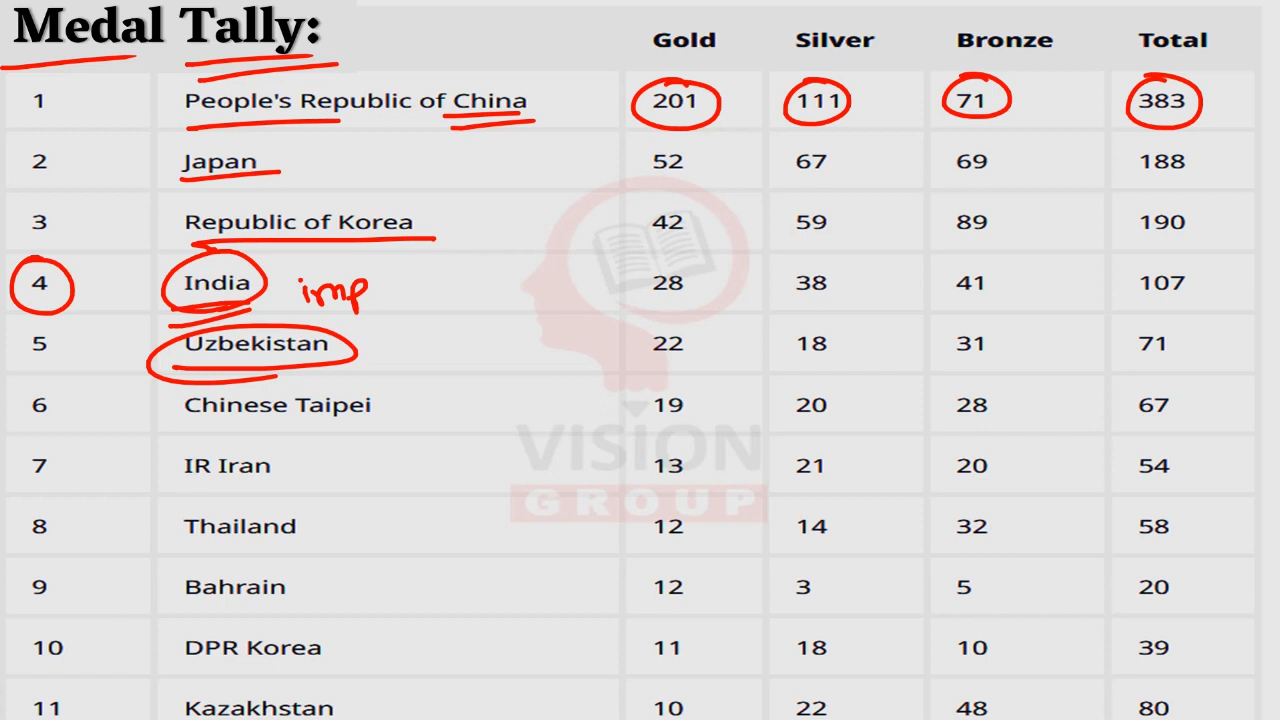 Medal Tally:
Gold Silver Bronze Total
1 People's Republic of China 201 111 71 383
2 Japan 52 67 69 188
3 Republic of Korea 42 59 89 190
4 India imp 28 38 41 107
5 Uzbekistan 22 18 31 71
6 Chinese Taipei 19 20 28 67
7 IR Iran 13 21 20 54
VISION
GROUP
8 Thailand 12 14 32 58
9 Bahrain 12 3 5 20
10 DPR Korea 11 18 10 39
11 Kazakhstan 10 22 48 80